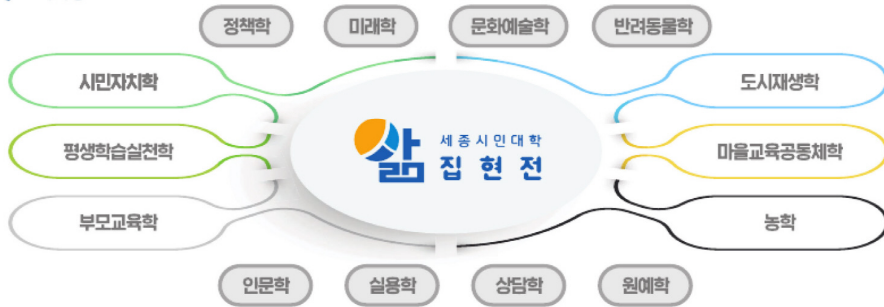 정책학
미래학
문화예술학
반려동물학
시민자치학
도시재생학
평생학습실천학
마을교육공동체학
부모교육학
농학
삶
세종시민대학
집현전
인문학
실용학
상담학
원예학